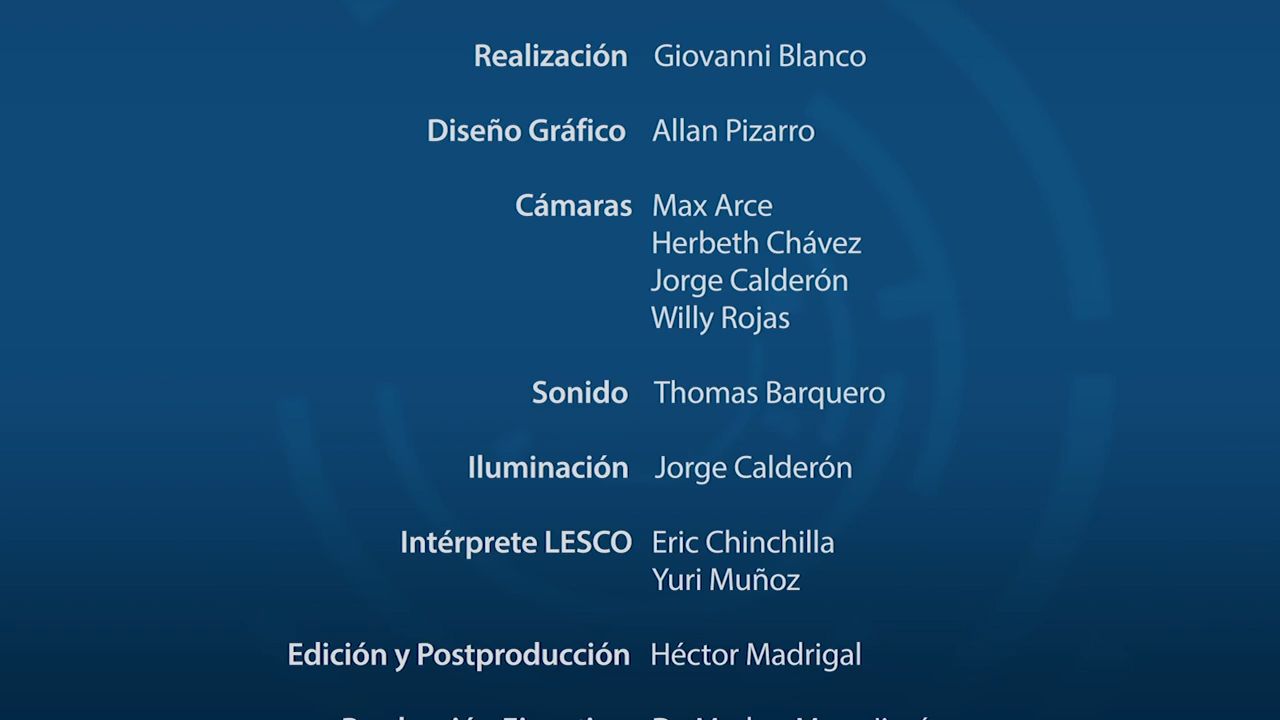 Realización Giovanni Blanco
Diseño Gráfico Allan Pizarro
Cámaras Max Arce
Herbeth Chávez
Jorge Calderón
Willy Rojas
Sonido Thomas Barquero
Iluminación Jorge Calderón
Intérprete LESCO Eric Chinchilla
Yuri Muñoz
Edición y Postproducción Héctor Madrigal